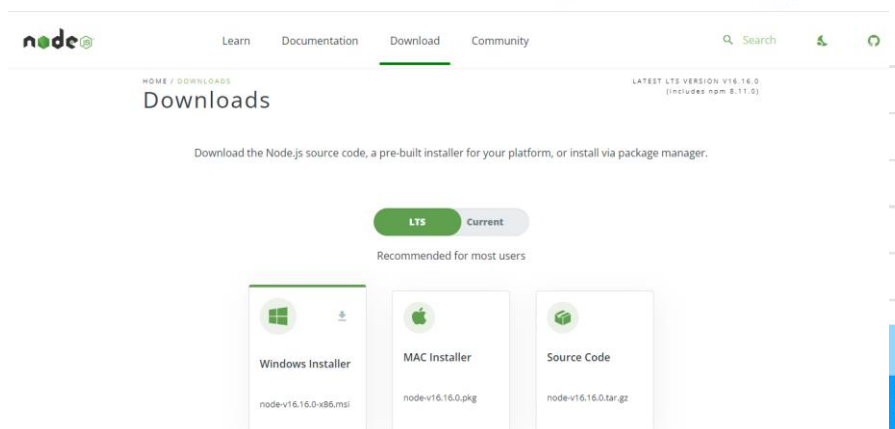 node JS
Learn Documentation Download Community Search
HOME / DOWNLOADS
LATEST LTS VERSION V16.16.0
Downloads
(includes npm 8.11.0)
Download the Node.js source code, a pre-built installer for your platform, or install via package manager.
LTS Current
Recommended for most users
Windows Installer MAC Installer Source Code
node-v16.16.0-x86.msi node-v16.16.0.pkg node-v16.16.0.tar.gz